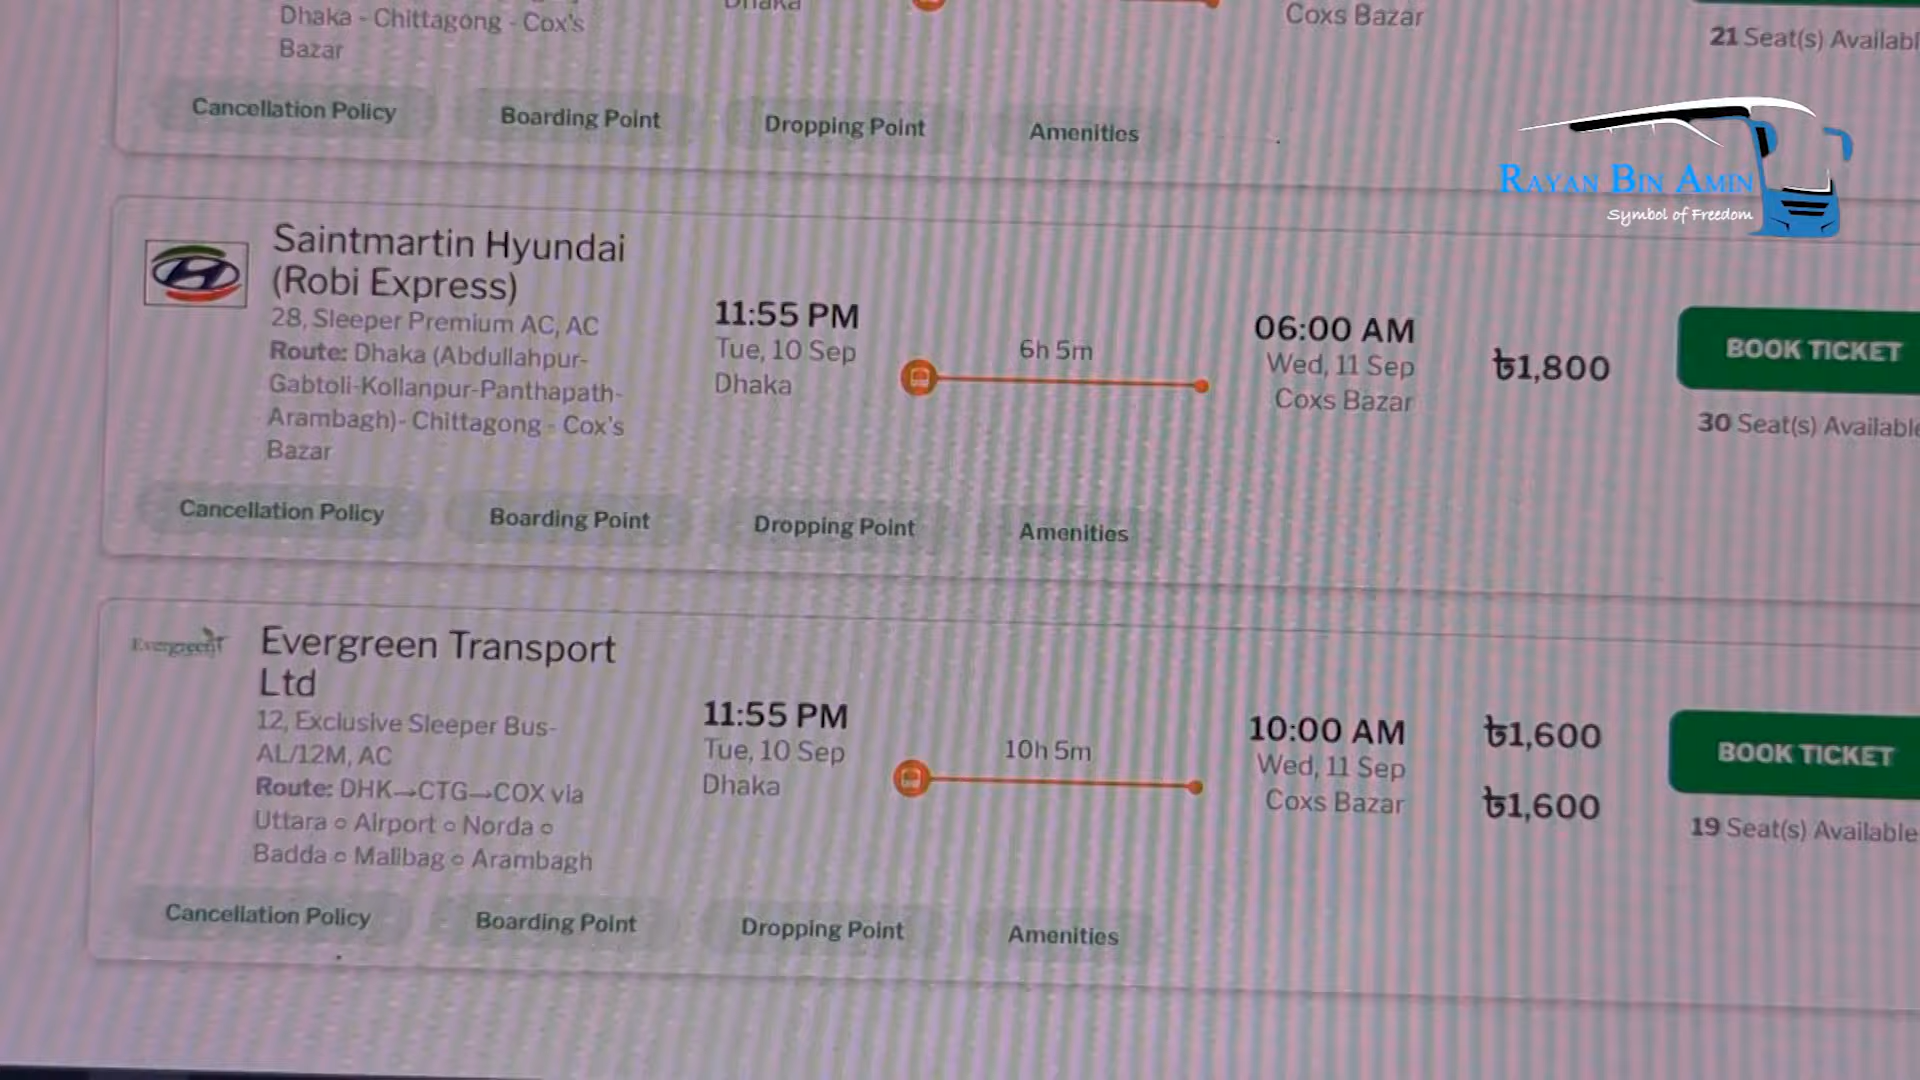 Dhaka - Chittagong - Cox's
Bazar
Dhaka
Coxs Bazar
21 Seat(s) Availabl
Cancellation Policy
Boarding Point
Dropping Point
Amenities
RAYAN BIN AMIN
Symbol of Freedom
Saintmartin Hyundai
(Robi Express)
28, Sleeper Premium AC, AC
Route: Dhaka (Abdullahpur-
Gabtoli-Kollanpur-Panthapath-
Arambagh)- Chittagong - Cox's
Bazar
11:55 PM
Tue, 10 Sep
Dhaka
6h 5m
06:00 AM
Wed, 11 Sep
Coxs Bazar
৳1,800
BOOK TICKET
30 Seat(s) Available
Cancellation Policy
Boarding Point
Dropping Point
Amenities
Evergreen
Evergreen Transport
Ltd
12, Exclusive Sleeper Bus-
AL/12M, AC
Route: DHK→CTG→COX via
Uttara ○ Airport ○ Norda ○
Badda ○ Malibag ○ Arambagh
11:55 PM
Tue, 10 Sep
Dhaka
10h 5m
10:00 AM
Wed, 11 Sep
Coxs Bazar
৳1,600
৳1,600
BOOK TICKET
19 Seat(s) Available
Cancellation Policy
Boarding Point
Dropping Point
Amenities